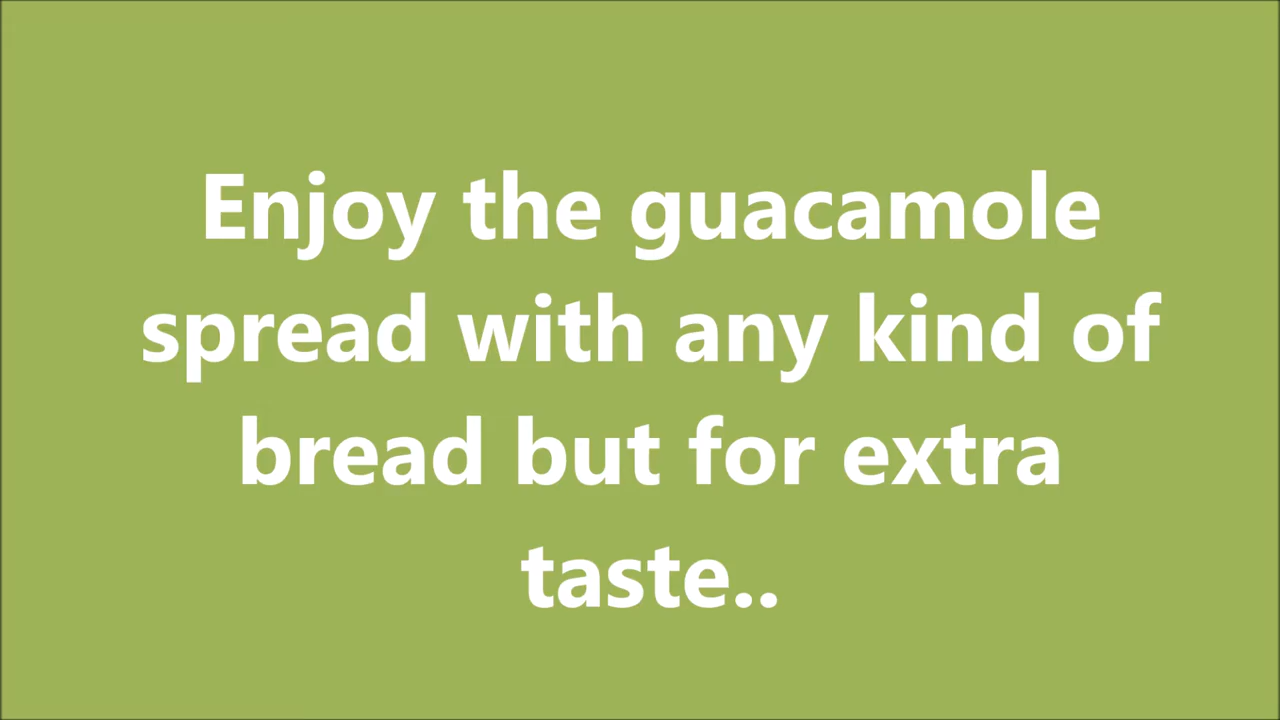 Enjoy the guacamole
spread with any kind of
bread but for extra
taste..